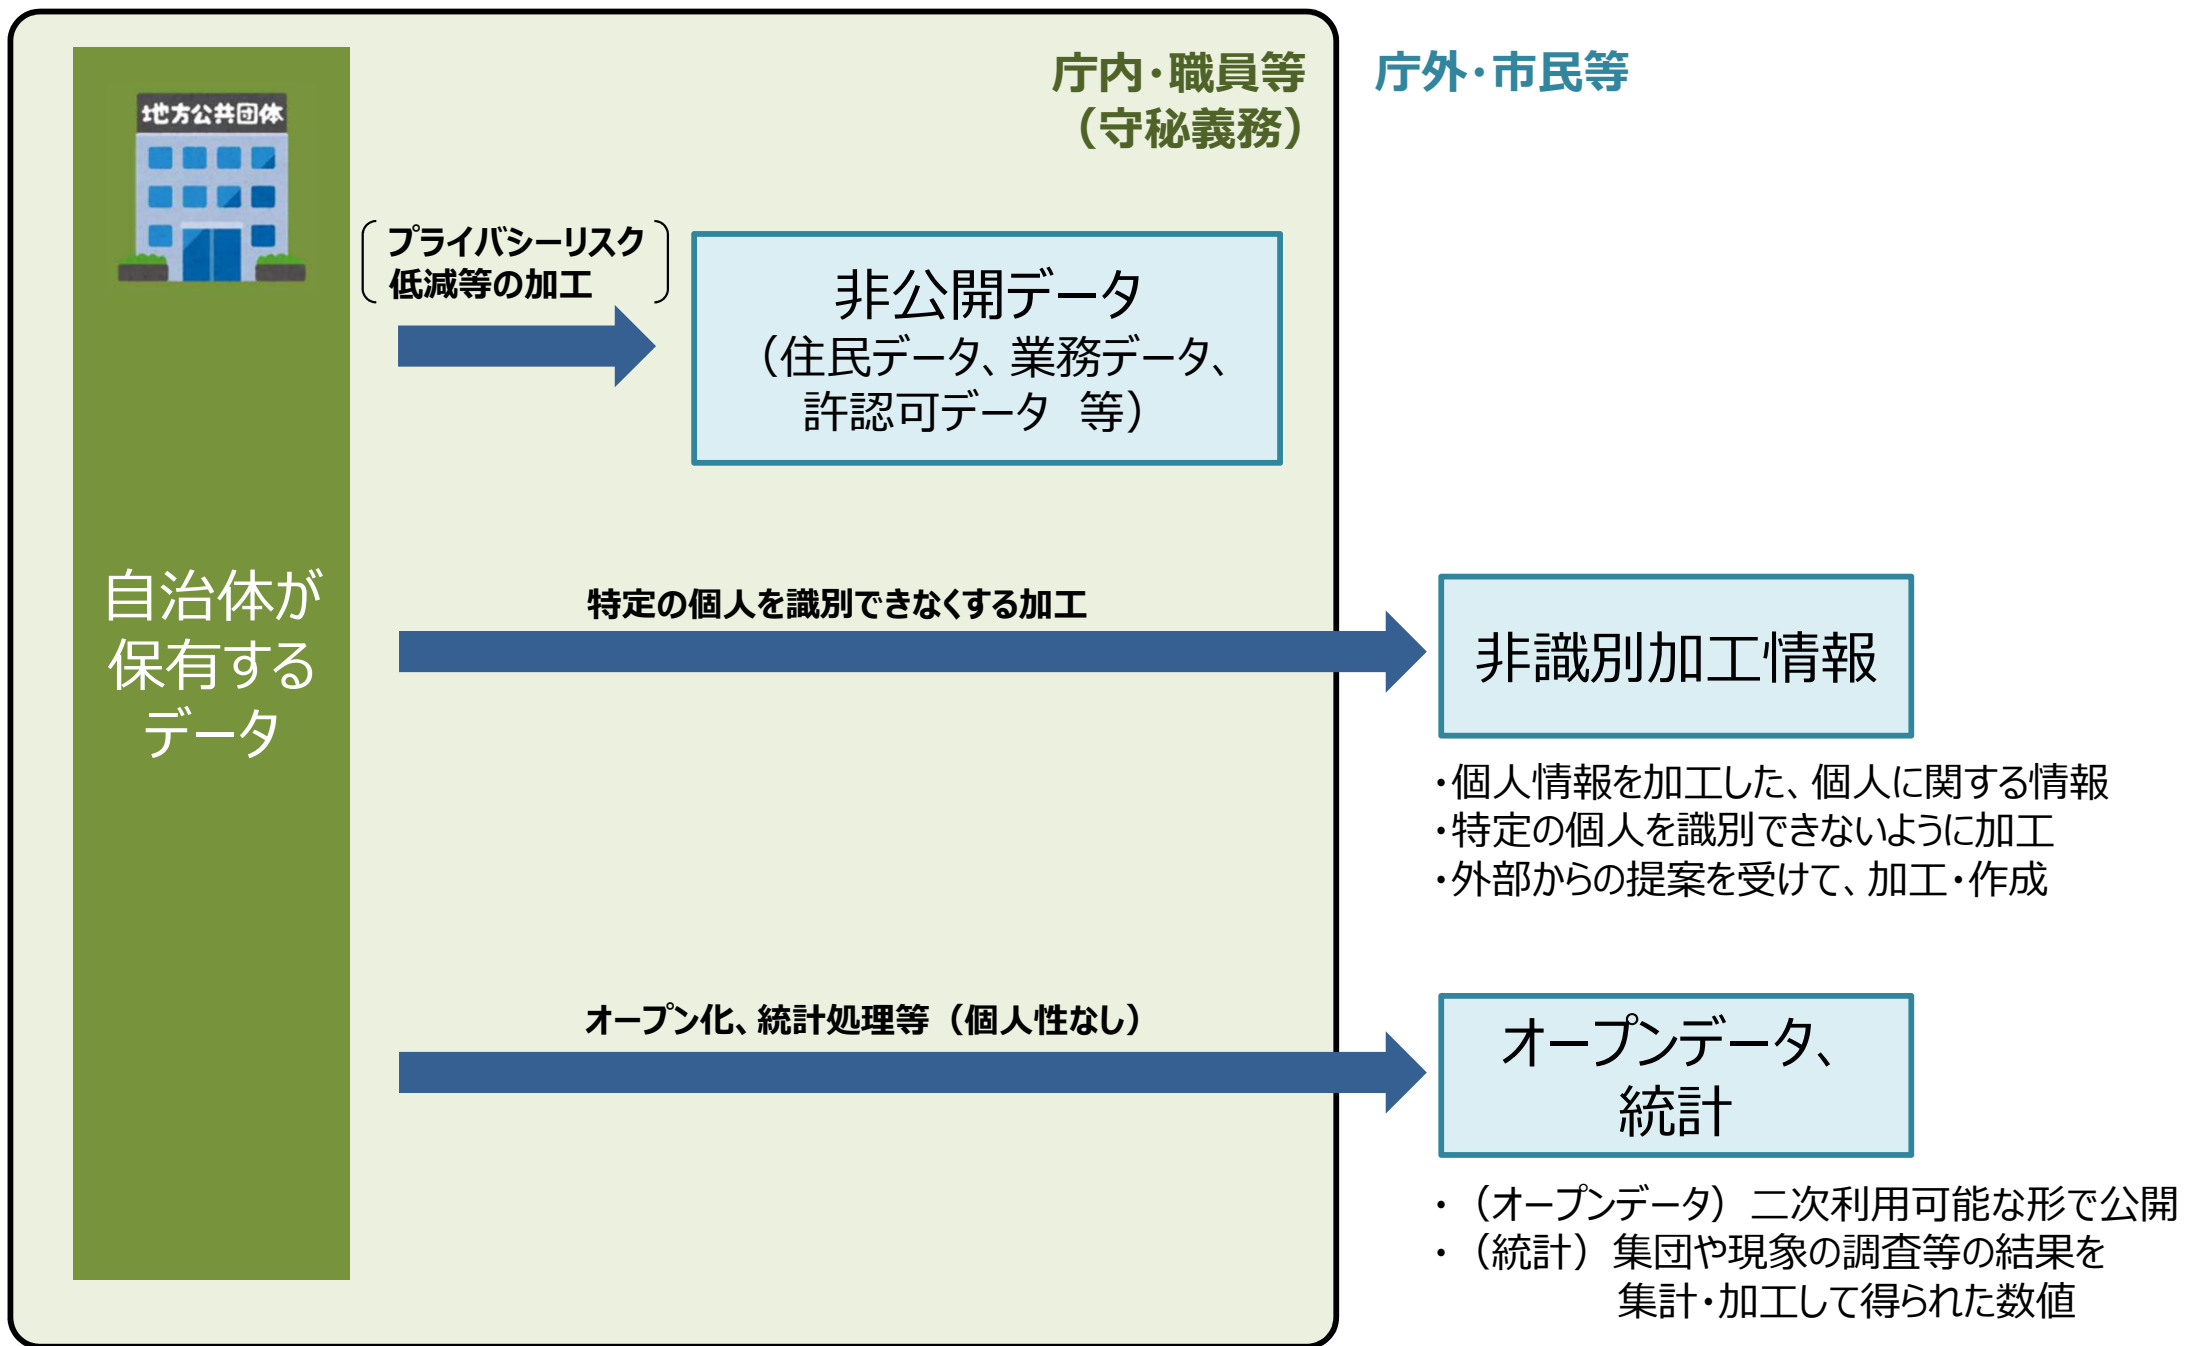 庁内・職員等
（守秘義務）
庁外・市民等
地方公共団体
プライバシーリスク
低減等の加工
非公開データ
（住民データ、業務データ、
許認可データ　等）
自治体が
保有する
データ
特定の個人を識別できなくする加工
非識別加工情報
・個人情報を加工した、個人に関する情報
・特定の個人を識別できないように加工
・外部からの提案を受けて、加工・作成
オープン化、統計処理等（個人性なし）
オープンデータ、
統計
・（オープンデータ）二次利用可能な形で公開
・（統計）集団や現象の調査等の結果を
集計・加工して得られた数値